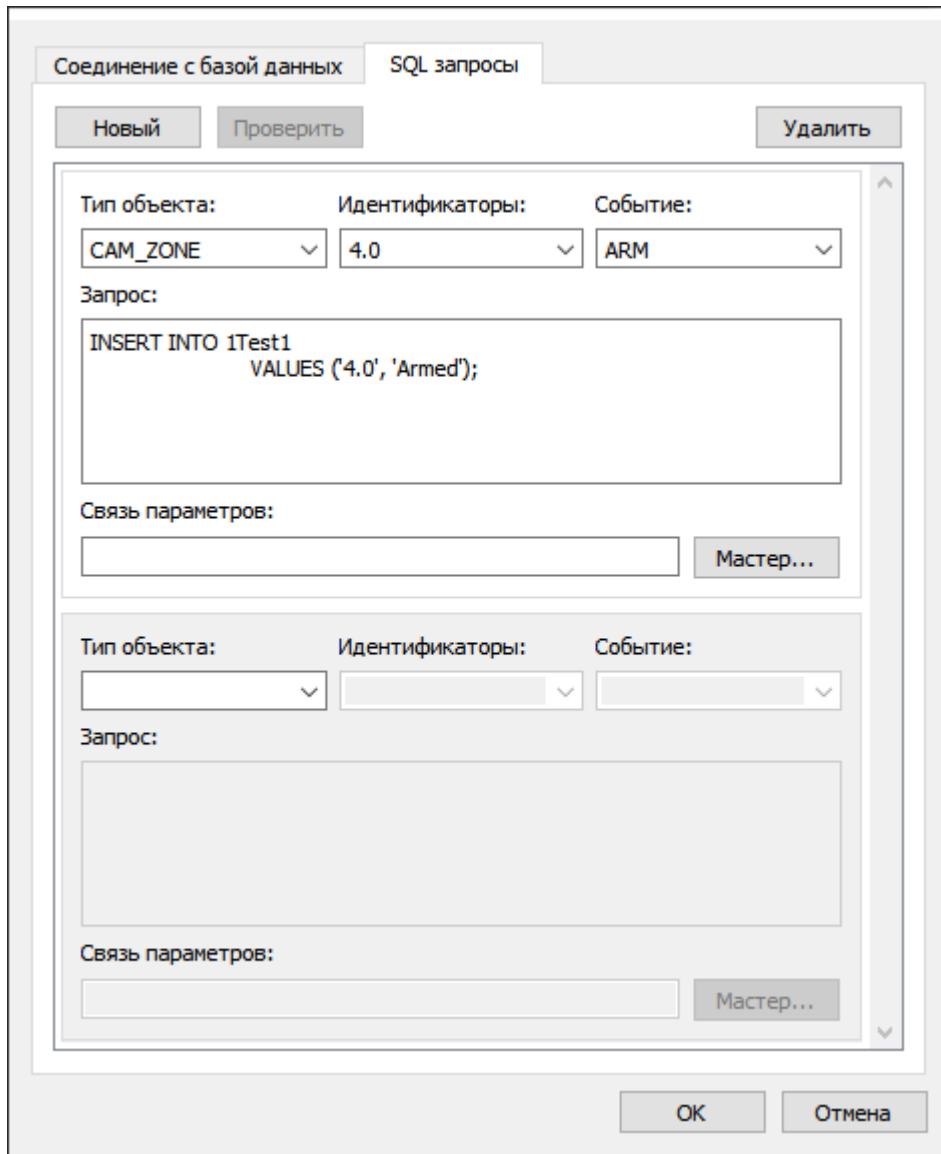 Соединение с базой данных SQL запросы
Новый Проверить Удалить
Тип объекта: Идентификаторы: Событие:
CAM_ZONE 4.0 ARM
Запрос:
INSERT INTO 1Test1
VALUES ('4.0', 'Armed');
Связь параметров:
Мастер...
Тип объекта: Идентификаторы: Событие:
Запрос:
Связь параметров:
Мастер...
OK Отмена